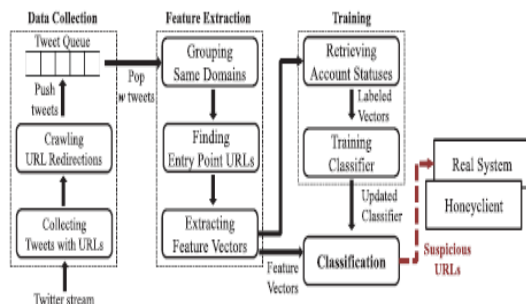 Data Collection
Tweet Queue
Push
tweets
Crawling
URL Redirections
Collecting
Tweets with URLs
Twitter stream
Pop
w tweets
Feature Extraction
Grouping
Same Domains
Finding
Entry Point URLs
Extracting
Feature Vectors
Feature
Vectors
Training
Retrieving
Account Statuses
Labeled
Vectors
Training
Classifier
Updated
Classifier
Classification
Suspicious
URLs
Real System
Honeyclient